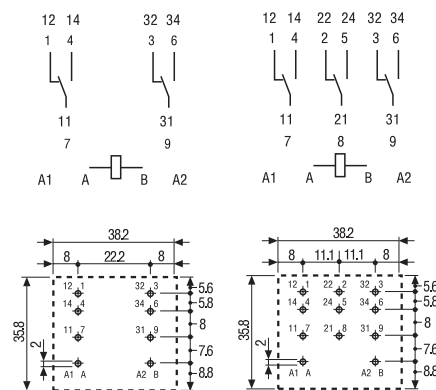 12 14 32 34
1 4 3 6
11 31
7 9
A1 A B A2
12 14 22 24 32 34
1 4 2 5 3 6
11 21 31
7 8 9
A1 A B A2
38.2
8 22.2 8
35.8
12 1 32 3
14 4 34 6
11 7 31 9
2
A1 A A2 B
5.6
5.8
8
7.6
8.8
38.2
8 11.1 11.1 8
35.8
12 1 22 2 32 3
14 4 24 5 34 6
11 7 21 8 31 9
2
A1 A A2 B
5.6
5.8
8
7.6
8.8